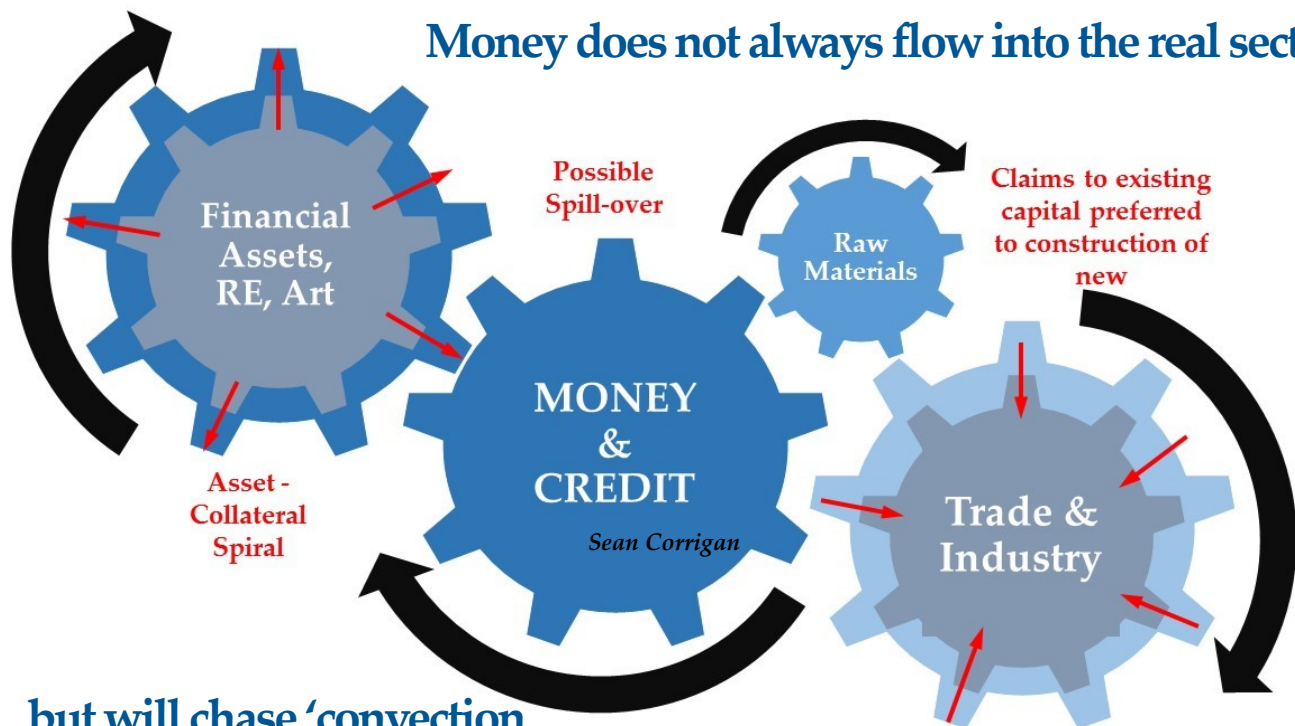 Money does not always flow into the real sect
Financial
Assets,
RE, Art
Possible
Spill-over
Raw
Materials
Claims to existing
capital preferred
to construction of
new
MONEY
&
CREDIT
Sean Corrigan
Asset -
Collateral
Spiral
Trade &
Industry
but will chase ‘convection